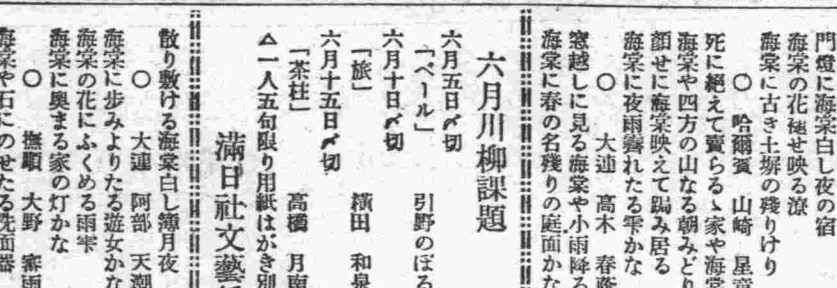 門燈に海棠白し夜の宿
海棠の花褪せ映る潦
海棠に古き土塀の殘りけり
○ 哈爾賓 山崎 星童
死に絶えて賣らるゝ家や海棠
海棠や四方の山なる朝みどり
顔せに海棠映えて跼み居る
海棠に夜雨霽れたる雫かな
○ 大連 高木 春蔭
窓越しに見る海棠や小雨降る
海棠に春の名殘りの庭面かな
六月川柳課題
六月五日〆切
「ベール」 引野のぼる
六月十日〆切
「旅」 橫田 和泉
六月十五日〆切
「茶柱」 高橋 月南
△一人五句限り用紙はがき別
滿日社文藝
散り敷ける海棠白し簿月夜
○ 大連 阿部 天潮
海棠に歩みよりたる遊女かな
海棠の花にふくめる雨雫
海棠に奥まる家の灯かな
○ 撫順 大野 審雨
海棠や石にのせたる洗面器